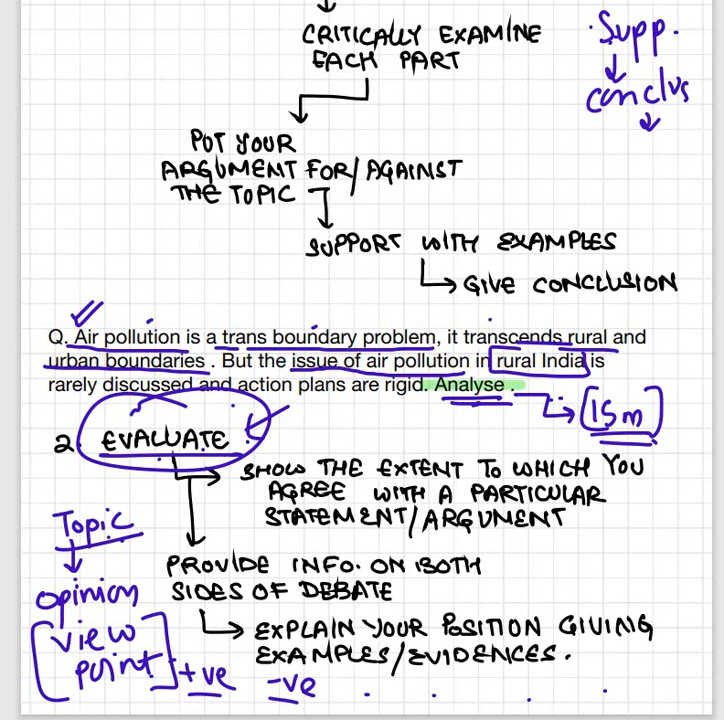 CRITICALLY EXAMINE
EACH PART
. Supp.
conclus
PUT YOUR
ARGUMENT FOR/AGAINST
THE TOPIC
SUPPORT WITH EXAMPLES
GIVE CONCLUSION
Q. Air pollution is a trans boundary problem, it transcends rural and
urban boundaries . But the issue of air pollution in rural India is
rarely discussed and action plans are rigid. Analyse .
[15m]
2. EVALUATE
SHOW THE EXTENT TO WHICH YOU
AGREE WITH A PARTICULAR
STATEMENT/ARGUMENT
Topic
opinion
[view
point]
+ve -ve
PROVIDE INFO. ON BOTH
SIDES OF DEBATE
EXPLAIN YOUR POSITION GIVING
EXAMPLES/EVIDENCES.